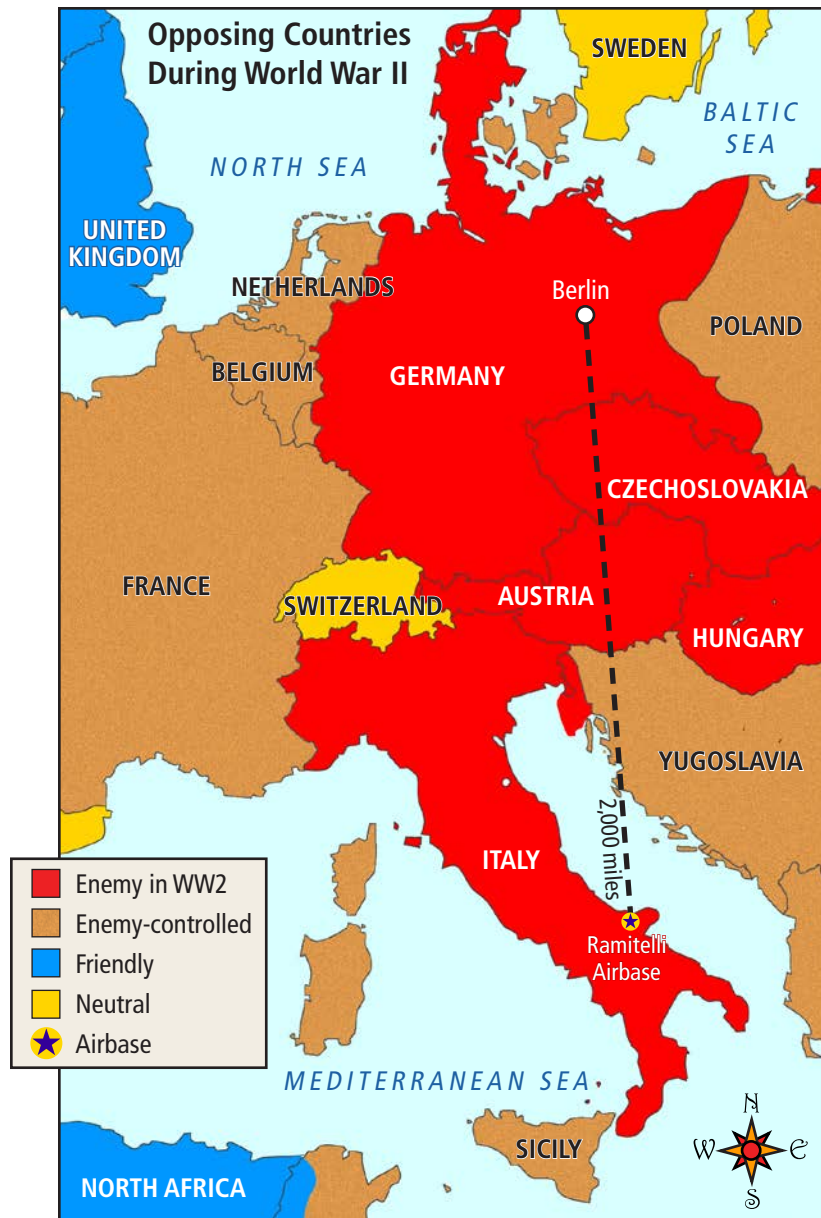 Opposing Countries
During World War II
SWEDEN
BALTIC
SEA
NORTH SEA
UNITED
KINGDOM
NETHERLANDS
Berlin
POLAND
BELGIUM
GERMANY
CZECHOSLOVAKIA
FRANCE
SWITZERLAND
AUSTRIA
HUNGARY
YUGOSLAVIA
2,000 miles
ITALY
Ramitelli
Airbase
Enemy in WW2
Enemy-controlled
Friendly
Neutral
Airbase
MEDITERRANEAN SEA
SICILY
NORTH AFRICA
N
W E
S